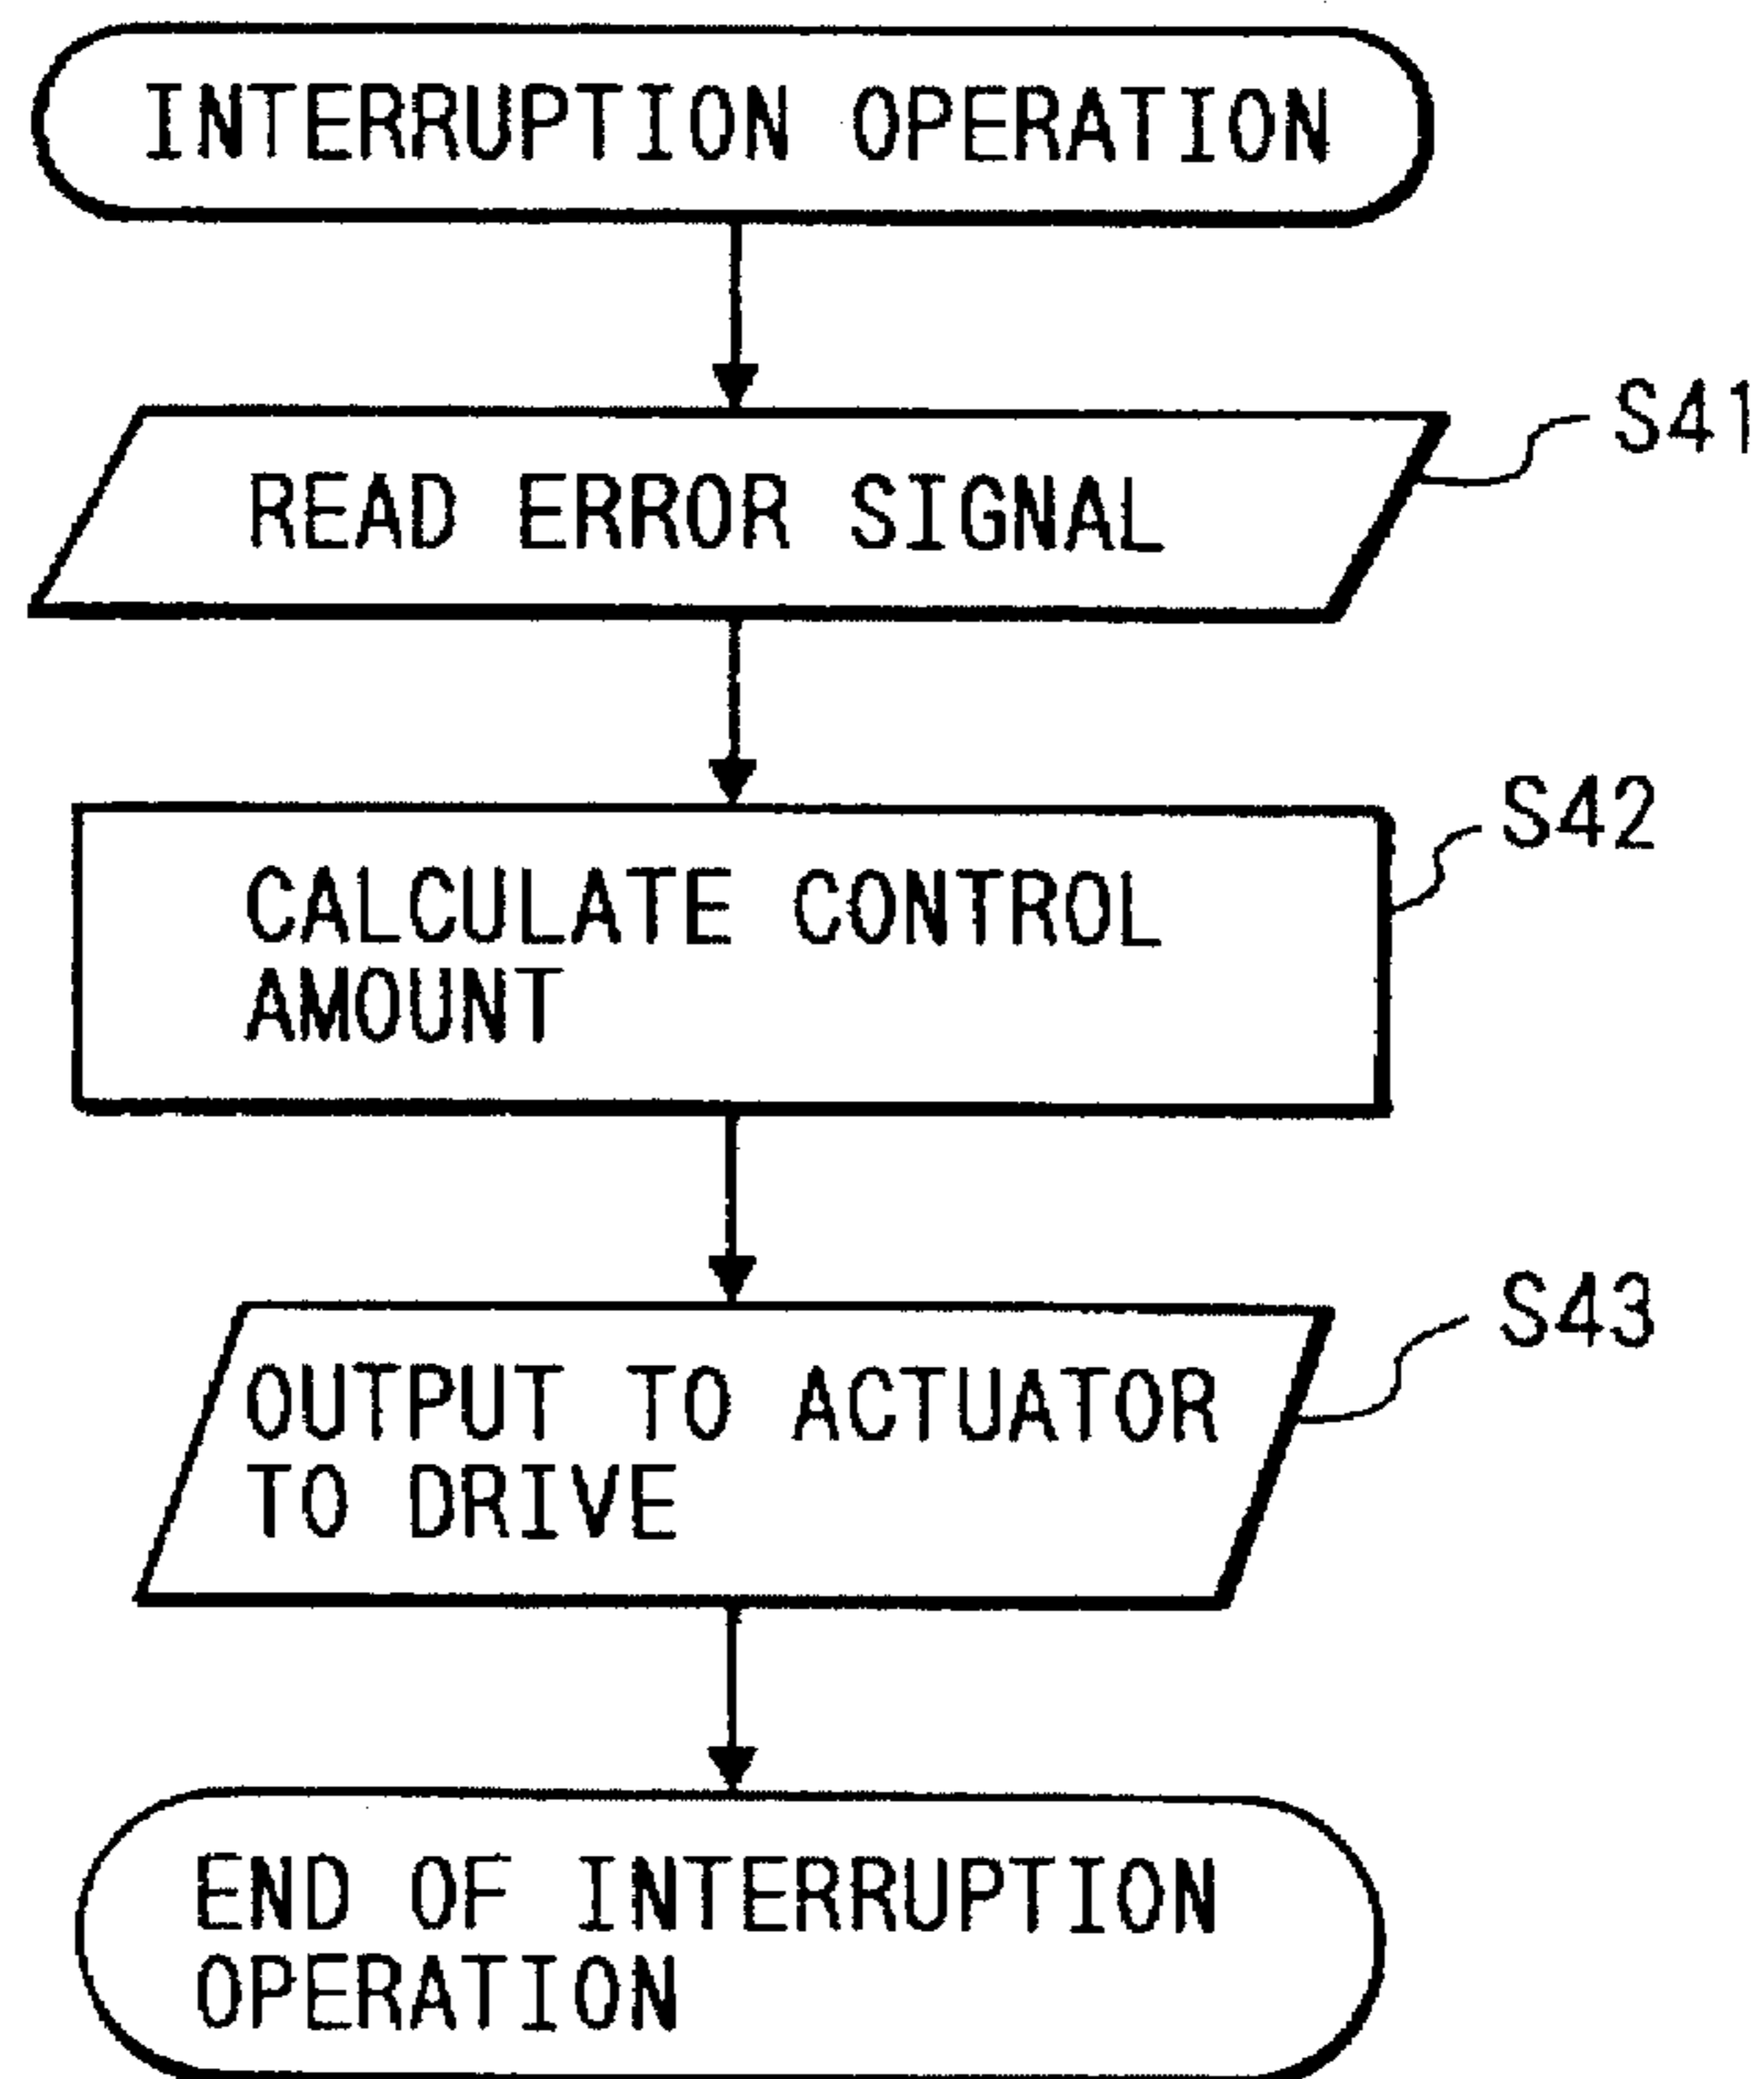 INTERRUPTION OPERATION
READ ERROR SIGNAL
S41
CALCULATE CONTROL
AMOUNT
S42
OUTPUT TO ACTUATOR
TO DRIVE
S43
END OF INTERRUPTION
OPERATION